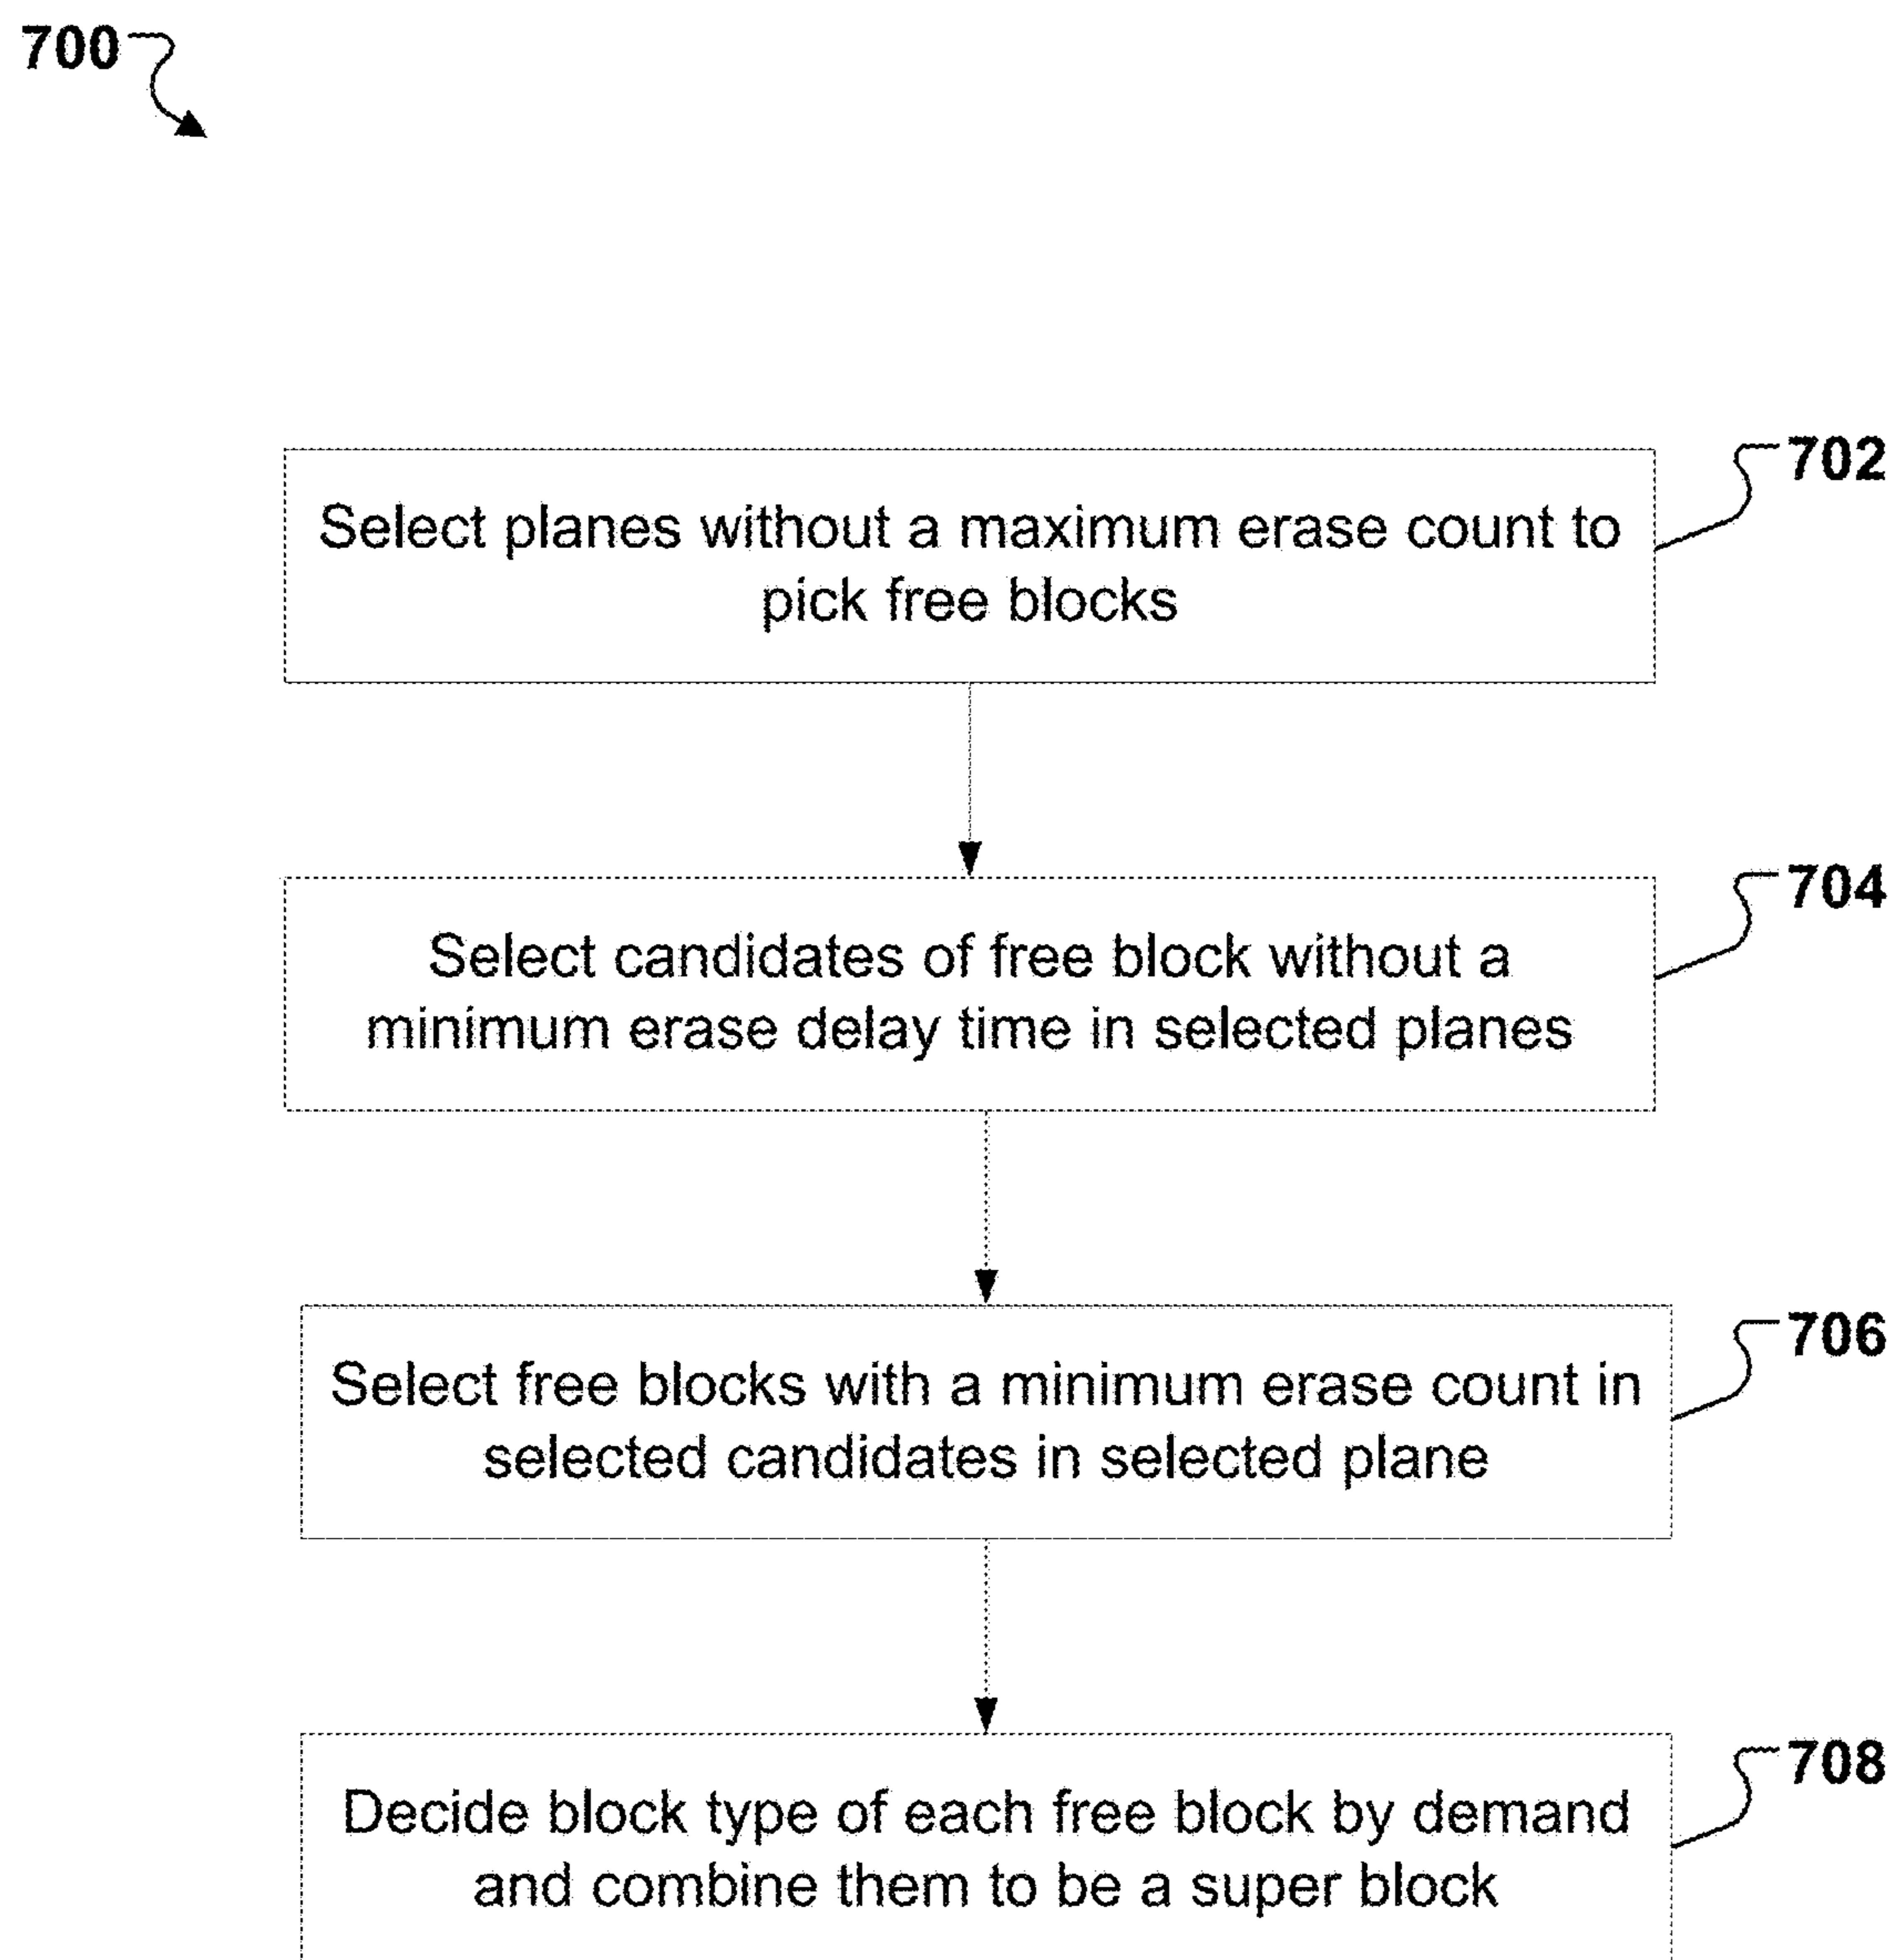 700
702
Select planes without a maximum erase count to
pick free blocks
704
Select candidates of free block without a
minimum erase delay time in selected planes
706
Select free blocks with a minimum erase count in
selected candidates in selected plane
708
Decide block type of each free block by demand
and combine them to be a super block